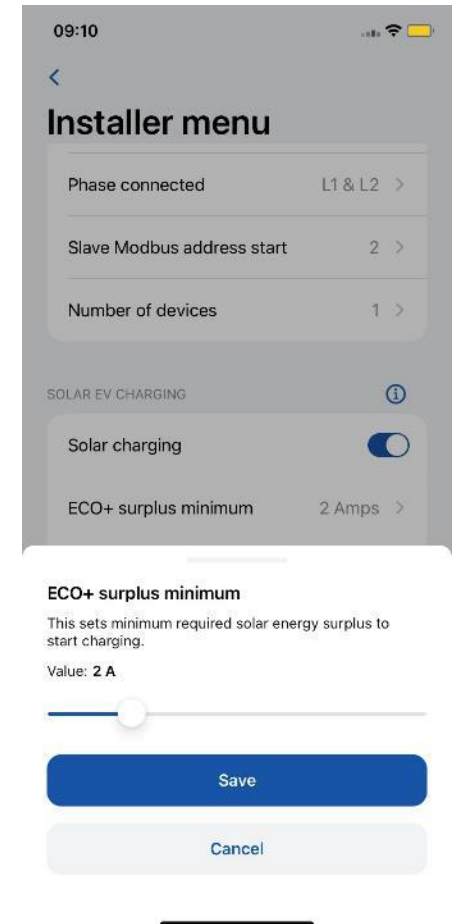 09:10
Installer menu
Phase connected L1 & L2
Slave Modbus address start 2
Number of devices 1
SOLAR EV CHARGING
Solar charging
ECO+ surplus minimum 2 Amps
ECO+ surplus minimum
This sets minimum required solar energy surplus to
start charging.
Value: 2 A
Save
Cancel